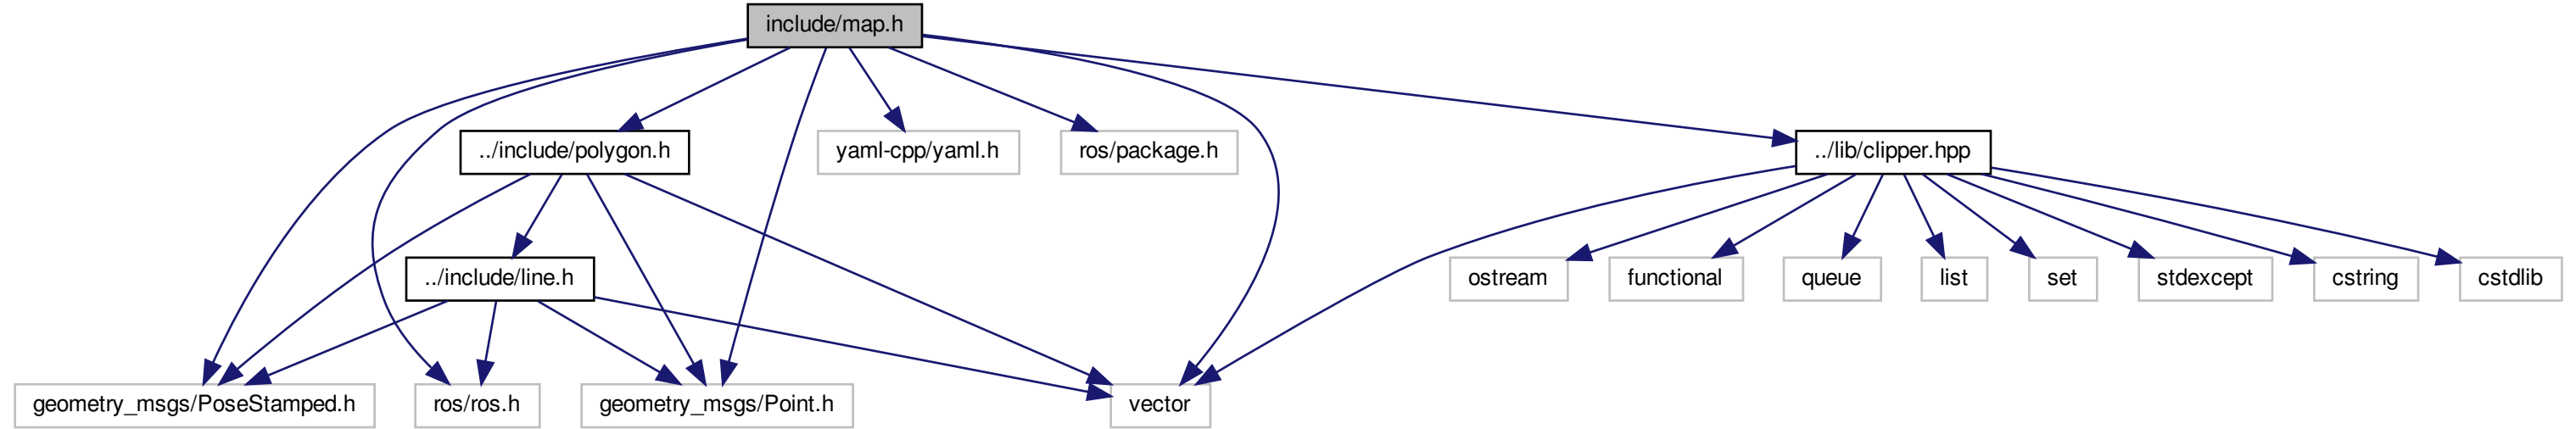 include/map.h
../include/polygon.h
yaml-cpp/yaml.h
ros/package.h
../lib/clipper.hpp
../include/line.h
ostream
functional
queue
list
set
stdexcept
cstring
cstdlib
geometry_msgs/PoseStamped.h
ros/ros.h
geometry_msgs/Point.h
vector